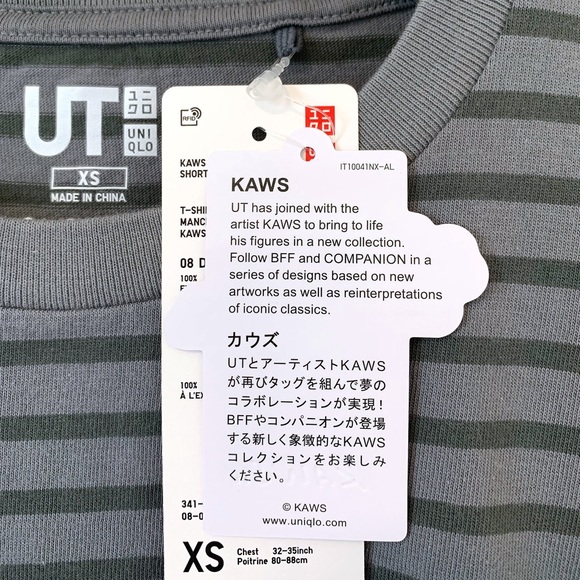 UT
ユニ
クロ
UNI
QLO
XS
MADE IN CHINA
RFID
ユニ
クロ
KAWS
SHORT
T-SHI
MANC
KAWS
08 D
100%
100%
À L'EX
341-
08-0
XS
Chest 32-35inch
Poitrine 80-88cm
IT10041NX-AL
KAWS
UT has joined with the
artist KAWS to bring to life
his figures in a new collection.
Follow BFF and COMPANION in a
series of designs based on new
artworks as well as reinterpretations
of iconic classics.
カウズ
UTとアーティストKAWS
が再びタッグを組んで夢の
コラボレーションが実現!
BFFやコンパニオンが登場
する新しく象徴的なKAWS
コレクションをお楽しみ
ください。
© KAWS
www.uniqlo.com